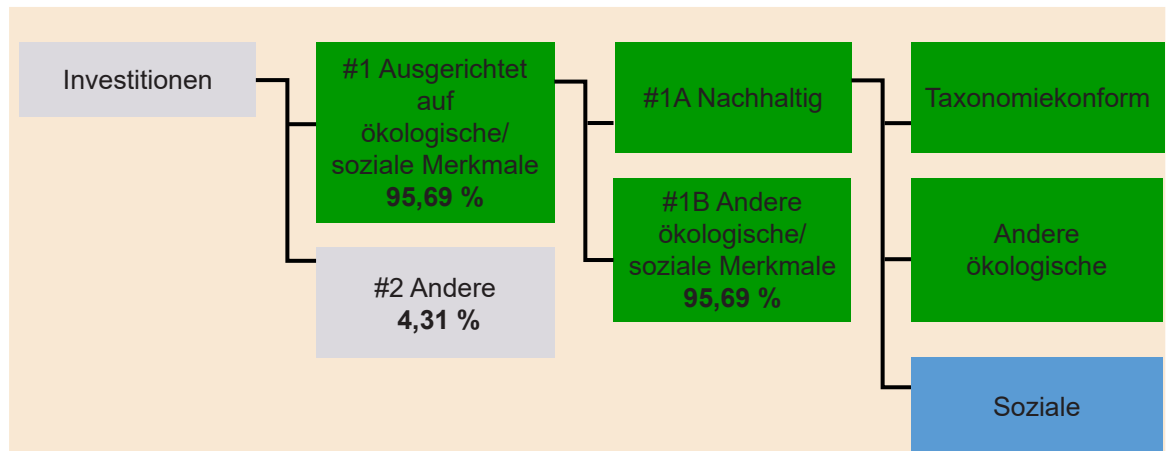 Investitionen
#1 Ausgerichtet
auf
ökologische/
soziale Merkmale
95,69 %
#2 Andere
4,31 %
#1A Nachhaltig
#1B Andere
ökologische/
soziale Merkmale
95,69 %
Taxonomiekonform
Andere
ökologische
Soziale